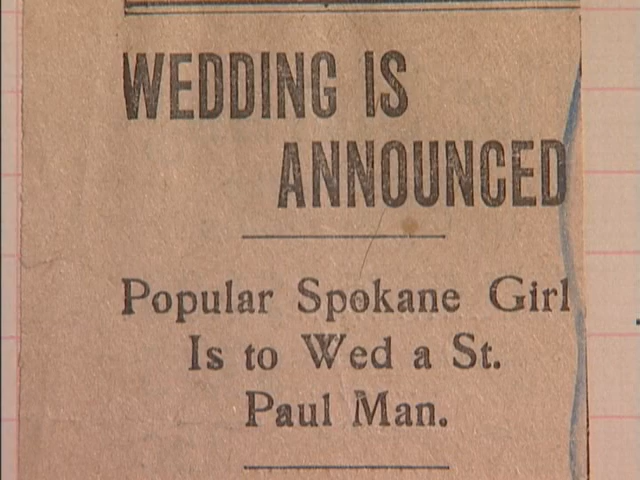 WEDDING IS
ANNOUNCED
Popular Spokane Girl
Is to Wed a St.
Paul Man.